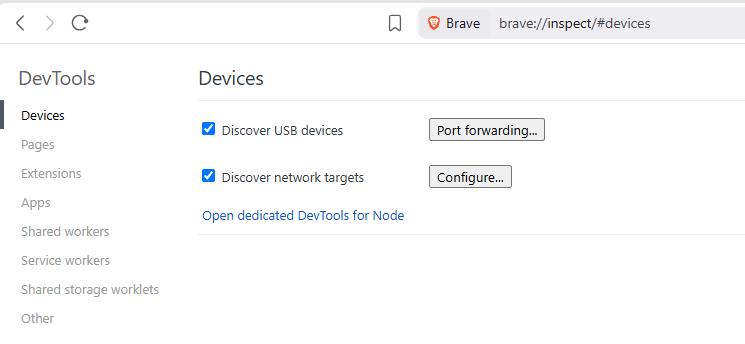 Brave brave://inspect/#devices
DevTools
Devices
Pages
Extensions
Apps
Shared workers
Service workers
Shared storage worklets
Other
Devices
Discover USB devices Port forwarding...
Discover network targets Configure...
Open dedicated DevTools for Node